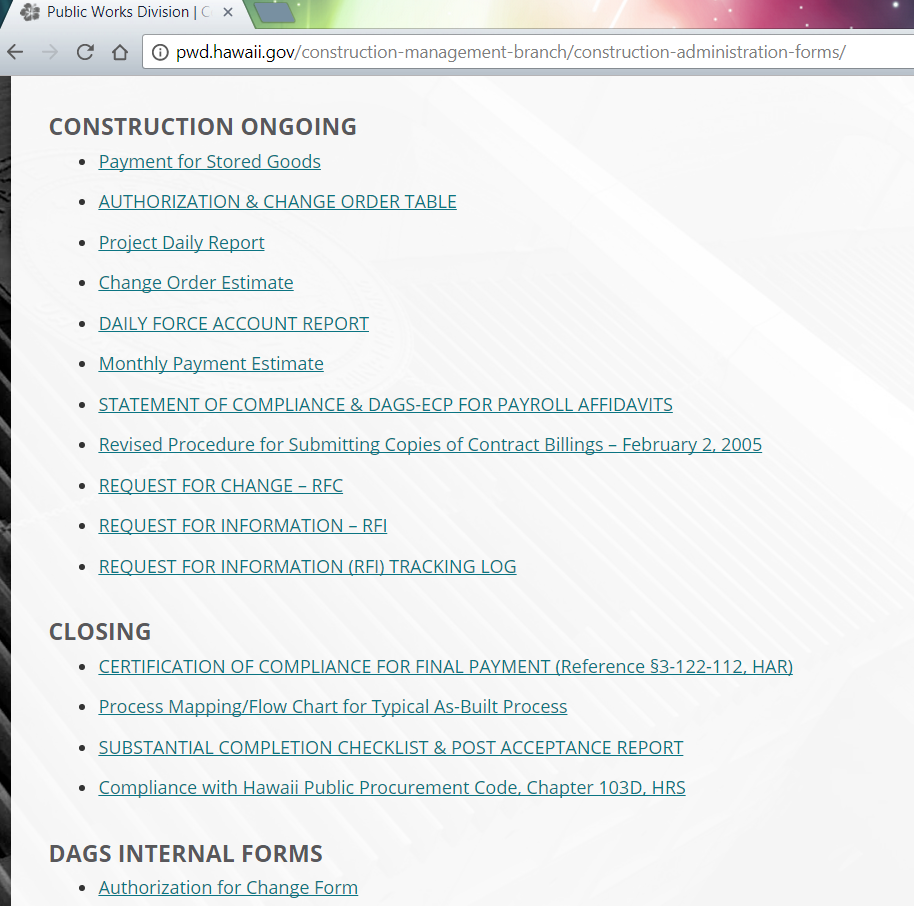 Public Works Division | C
pwd.hawaii.gov/construction-management-branch/construction-administration-forms/
CONSTRUCTION ONGOING
Payment for Stored Goods
AUTHORIZATION & CHANGE ORDER TABLE
Project Daily Report
Change Order Estimate
DAILY FORCE ACCOUNT REPORT
Monthly Payment Estimate
STATEMENT OF COMPLIANCE & DAGS-ECP FOR PAYROLL AFFIDAVITS
Revised Procedure for Submitting Copies of Contract Billings – February 2, 2005
REQUEST FOR CHANGE – RFC
REQUEST FOR INFORMATION – RFI
REQUEST FOR INFORMATION (RFI) TRACKING LOG
CLOSING
CERTIFICATION OF COMPLIANCE FOR FINAL PAYMENT (Reference §3-122-112, HAR)
Process Mapping/Flow Chart for Typical As-Built Process
SUBSTANTIAL COMPLETION CHECKLIST & POST ACCEPTANCE REPORT
Compliance with Hawaii Public Procurement Code, Chapter 103D, HRS
DAGS INTERNAL FORMS
Authorization for Change Form